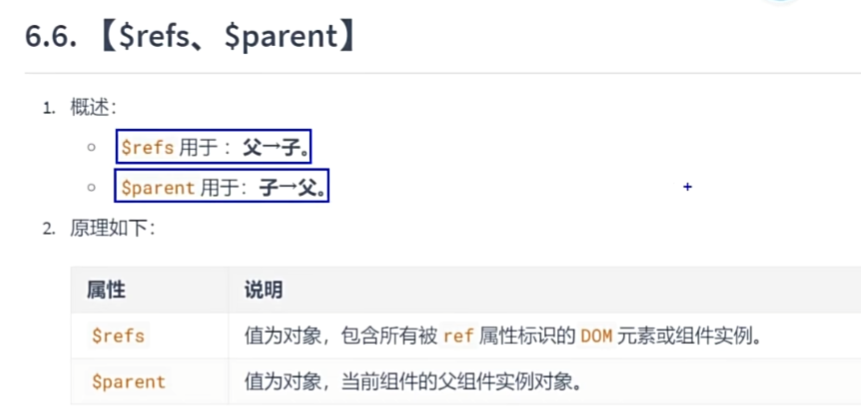 6.6. 【$refs、$parent】
1. 概述：
$refs 用于 ：父→子。
$parent 用于：子→父。
2. 原理如下：
属性 说明
$refs 值为对象，包含所有被 ref 属性标识的 DOM 元素或组件实例。
$parent 值为对象，当前组件的父组件实例对象。